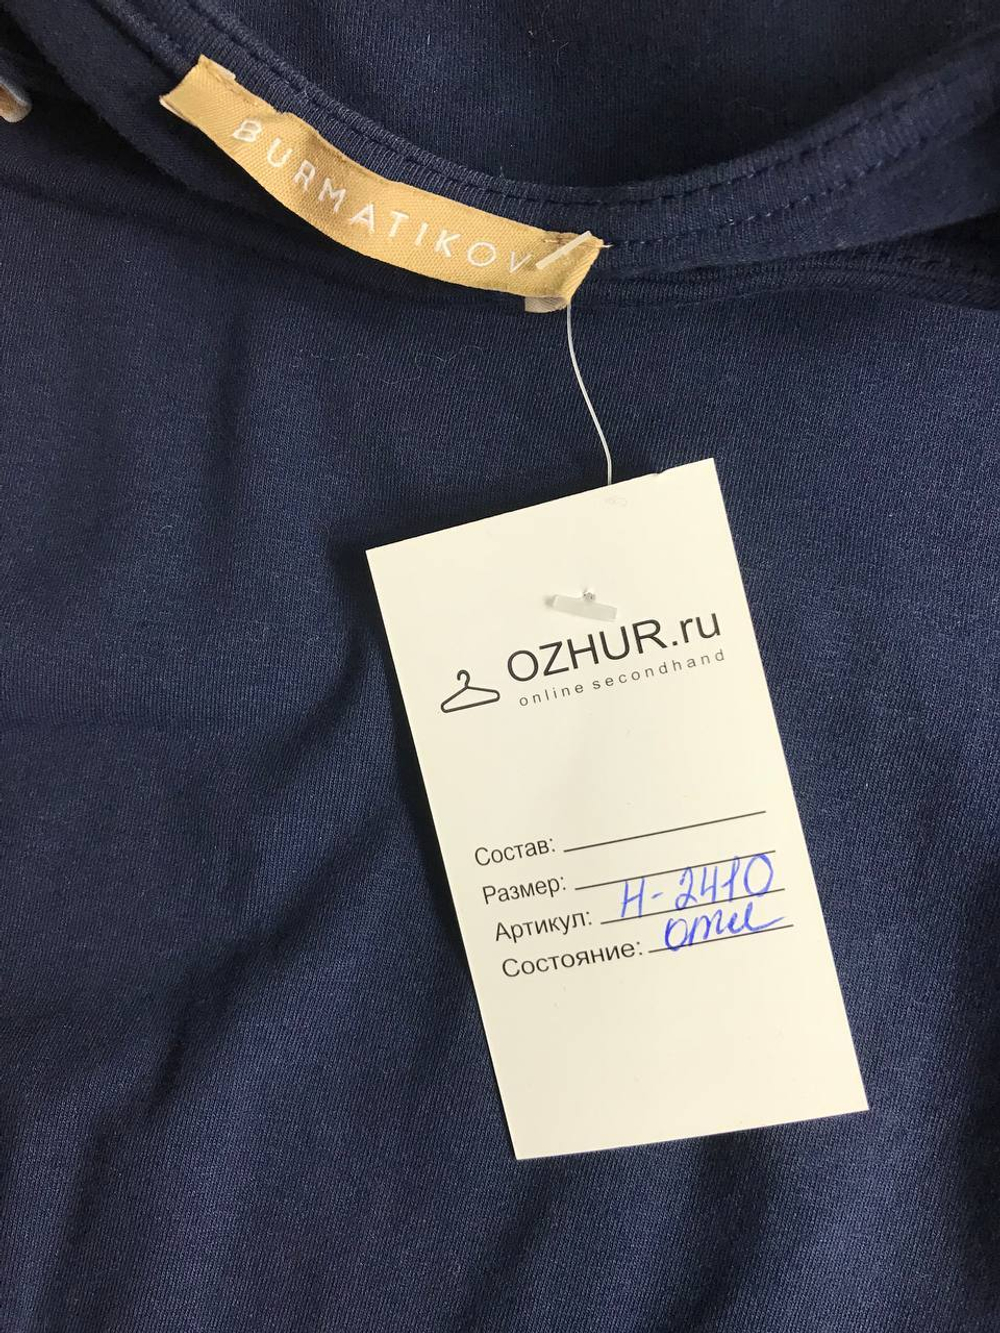 BURMATIKOV
OZHUR.ru
online secondhand
Состав:
Размер:
Артикул: Н-2410
Состояние: отл